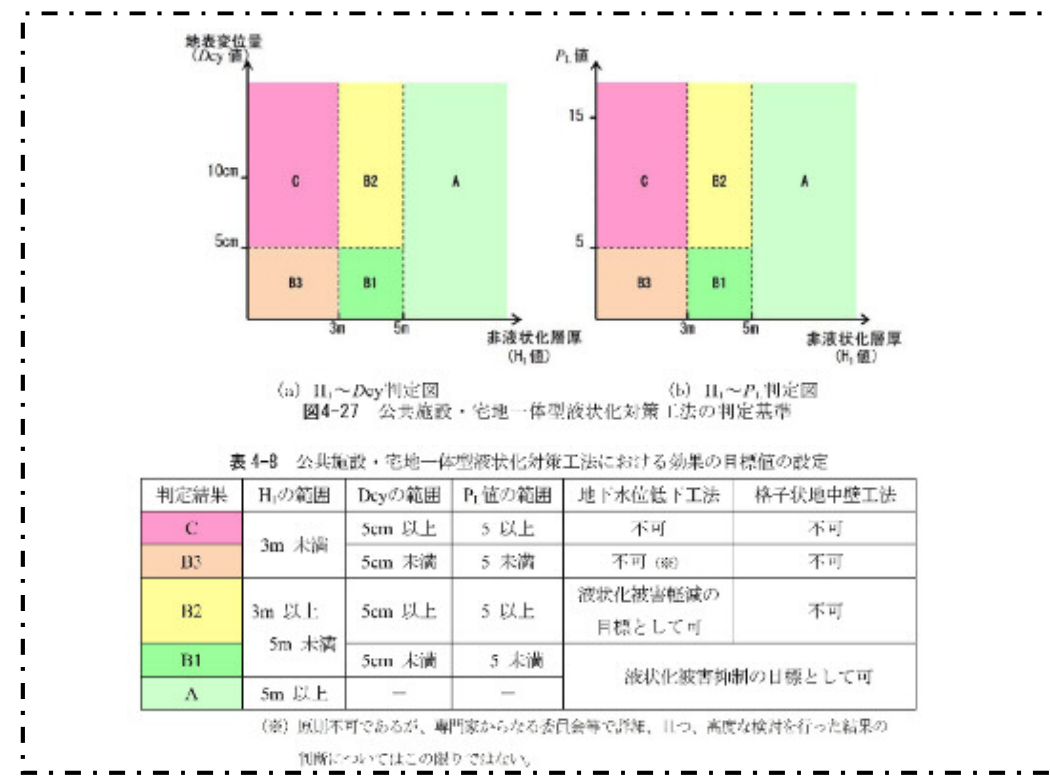 地表変位量
(Dcy 値)
10cm
5cm
C
B2
A
B3
B1
3m
5m
非液状化層厚
(H₁ 値)
PL 値
15
5
C
B2
A
B3
B1
3m
5m
非液状化層厚
(H₁ 値)
(a) H₁～Dcy判定図
(b) H₁～PL判定図
図4-27 公共施設・宅地一体型液状化対策工法の判定基準
表 4-8 公共施設・宅地一体型液状化対策工法における効果の目標値の設定
判定結果 H₁の範囲 Dcyの範囲 PL値の範囲 地下水位低下工法 格子状地中壁工法
C 3m 未満 5cm 以上 5 以上 不可 不可
B3 5cm 未満 5 未満 不可 (※) 不可
B2 3m 以上 5m 未満 5cm 以上 5 以上 液状化被害軽減の 目標として可 不可
B1 5cm 未満 5 未満 液状化被害抑制の目標として可
A 5m 以上 － －
(※) 原則不可であるが、専門家からなる委員会等で詳細、且つ、高度な検討を行った結果の
判断についてはこの限りではない。